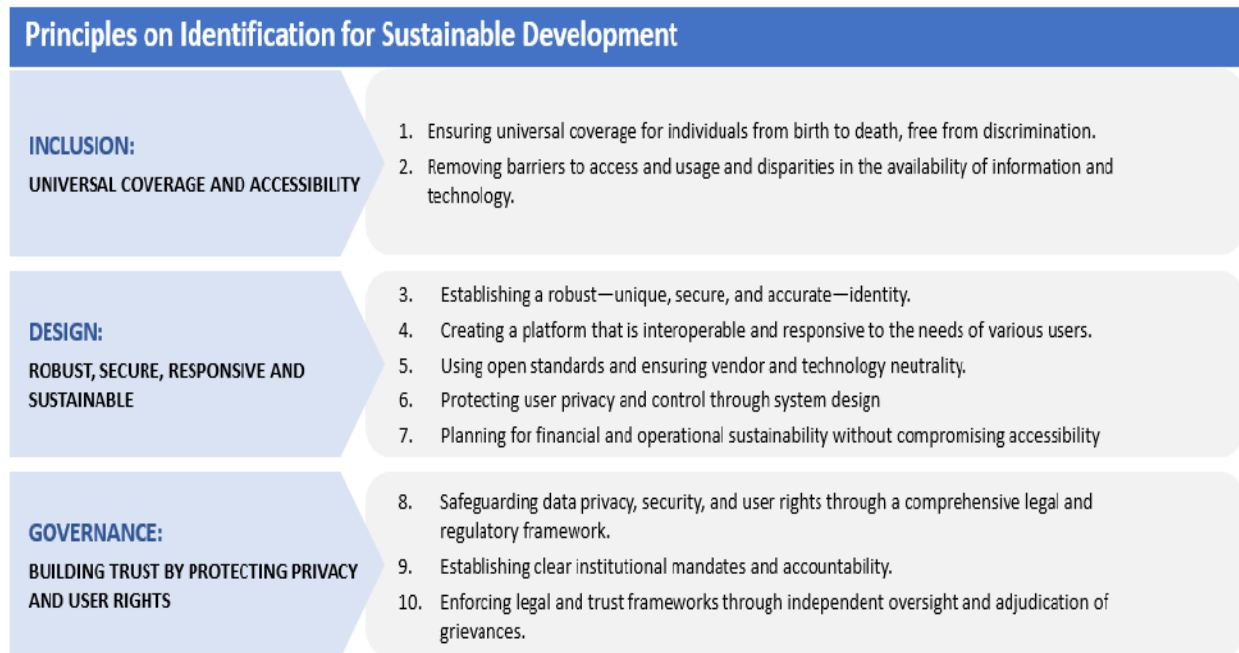 Principles on Identification for Sustainable Development
INCLUSION:
UNIVERSAL COVERAGE AND ACCESSIBILITY
1. Ensuring universal coverage for individuals from birth to death, free from discrimination.
2. Removing barriers to access and usage and disparities in the availability of information and
technology.
DESIGN:
ROBUST, SECURE, RESPONSIVE AND
SUSTAINABLE
3. Establishing a robust—unique, secure, and accurate—identity.
4. Creating a platform that is interoperable and responsive to the needs of various users.
5. Using open standards and ensuring vendor and technology neutrality.
6. Protecting user privacy and control through system design
7. Planning for financial and operational sustainability without compromising accessibility
GOVERNANCE:
BUILDING TRUST BY PROTECTING PRIVACY
AND USER RIGHTS
8. Safeguarding data privacy, security, and user rights through a comprehensive legal and
regulatory framework.
9. Establishing clear institutional mandates and accountability.
10. Enforcing legal and trust frameworks through independent oversight and adjudication of
grievances.